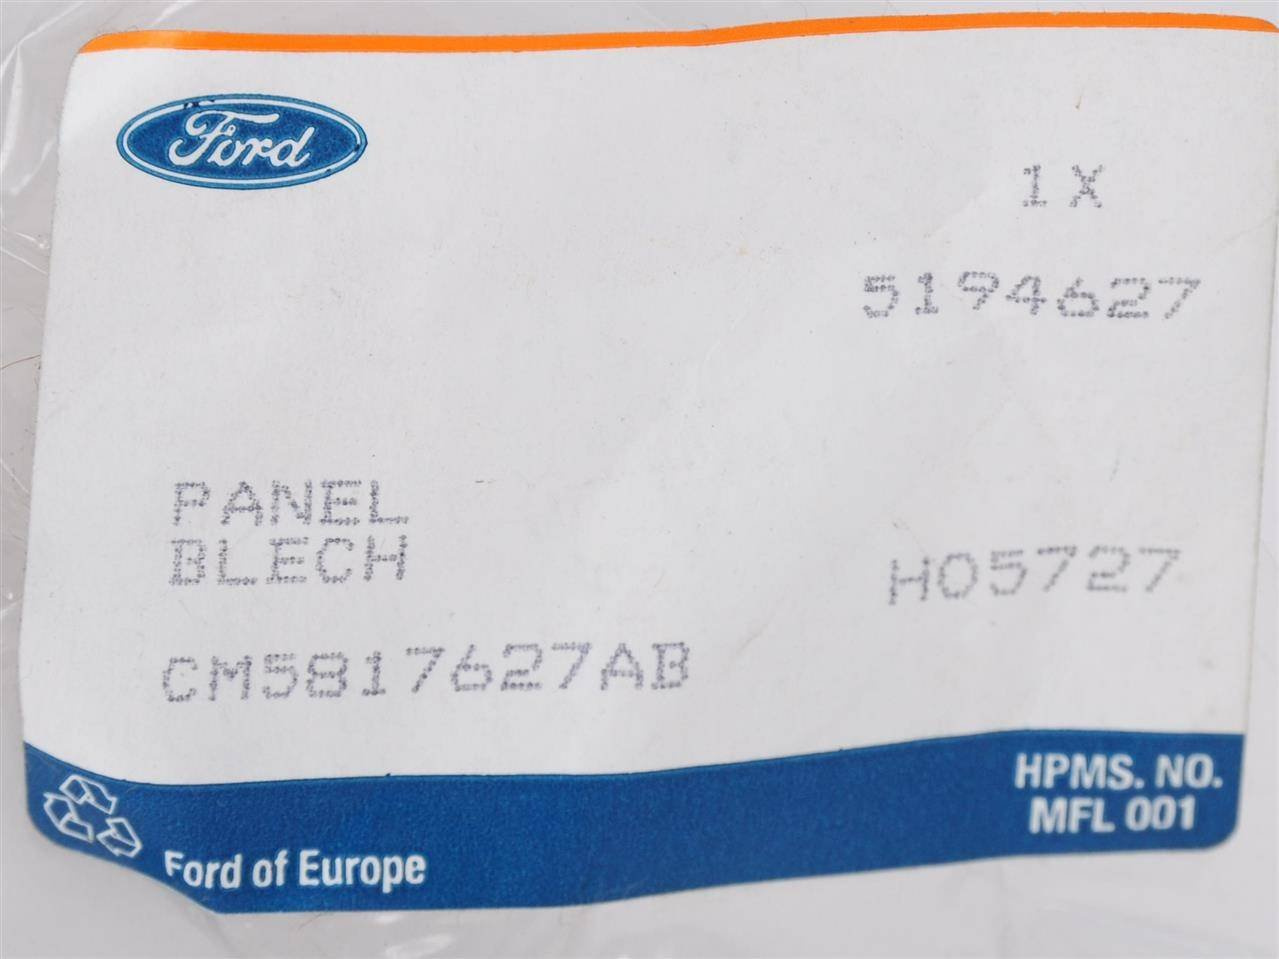 Ford
1X
5194627
PANEL
BLECH
H05727
CM5817627AB
HPMS. NO.
MFL 001
Ford of Europe